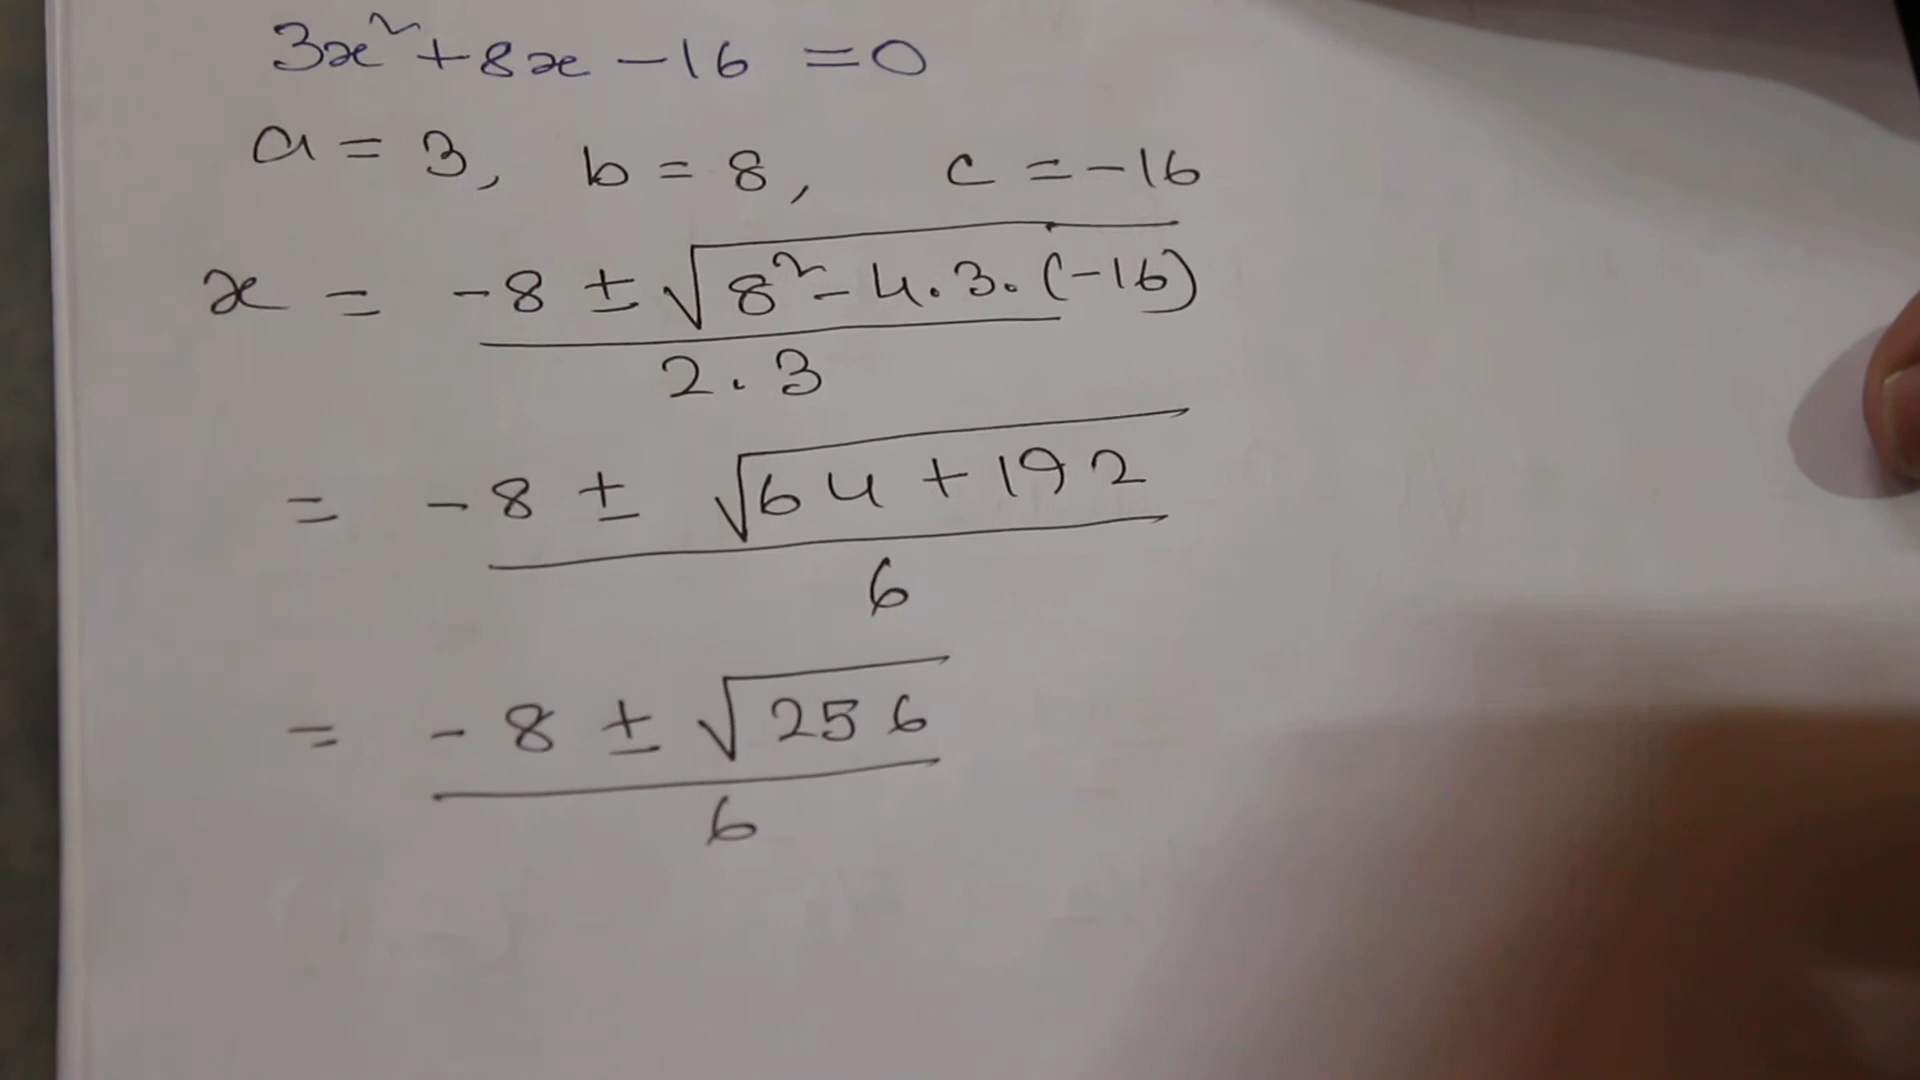 3x²+8x-16=0
a=3, b=8, c=-16
x = -8 ± √8²-4.3.(-16)
2.3
= -8 ± √64+192
6
= -8 ± √256
6